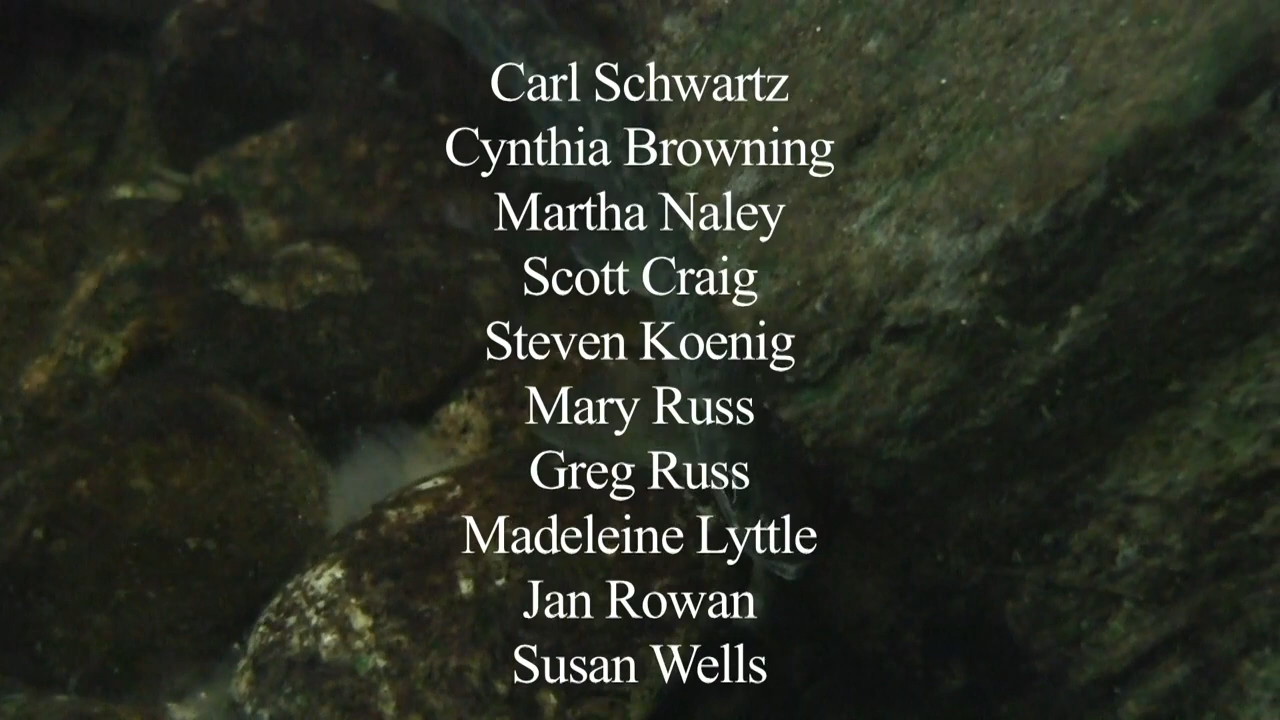 Carl Schwartz
Cynthia Browning
Martha Naley
Scott Craig
Steven Koenig
Mary Russ
Greg Russ
Madeleine Lyttle
Jan Rowan
Susan Wells